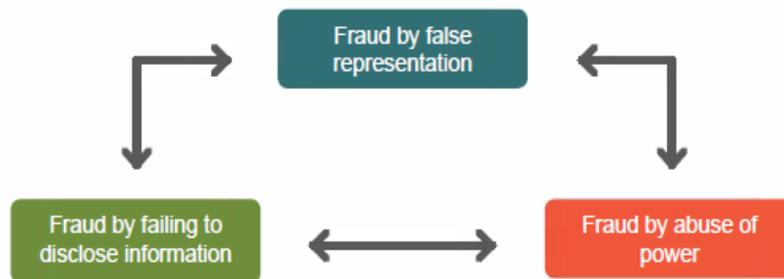 Fraud by false
representation
Fraud by failing to
disclose information
Fraud by abuse of
power